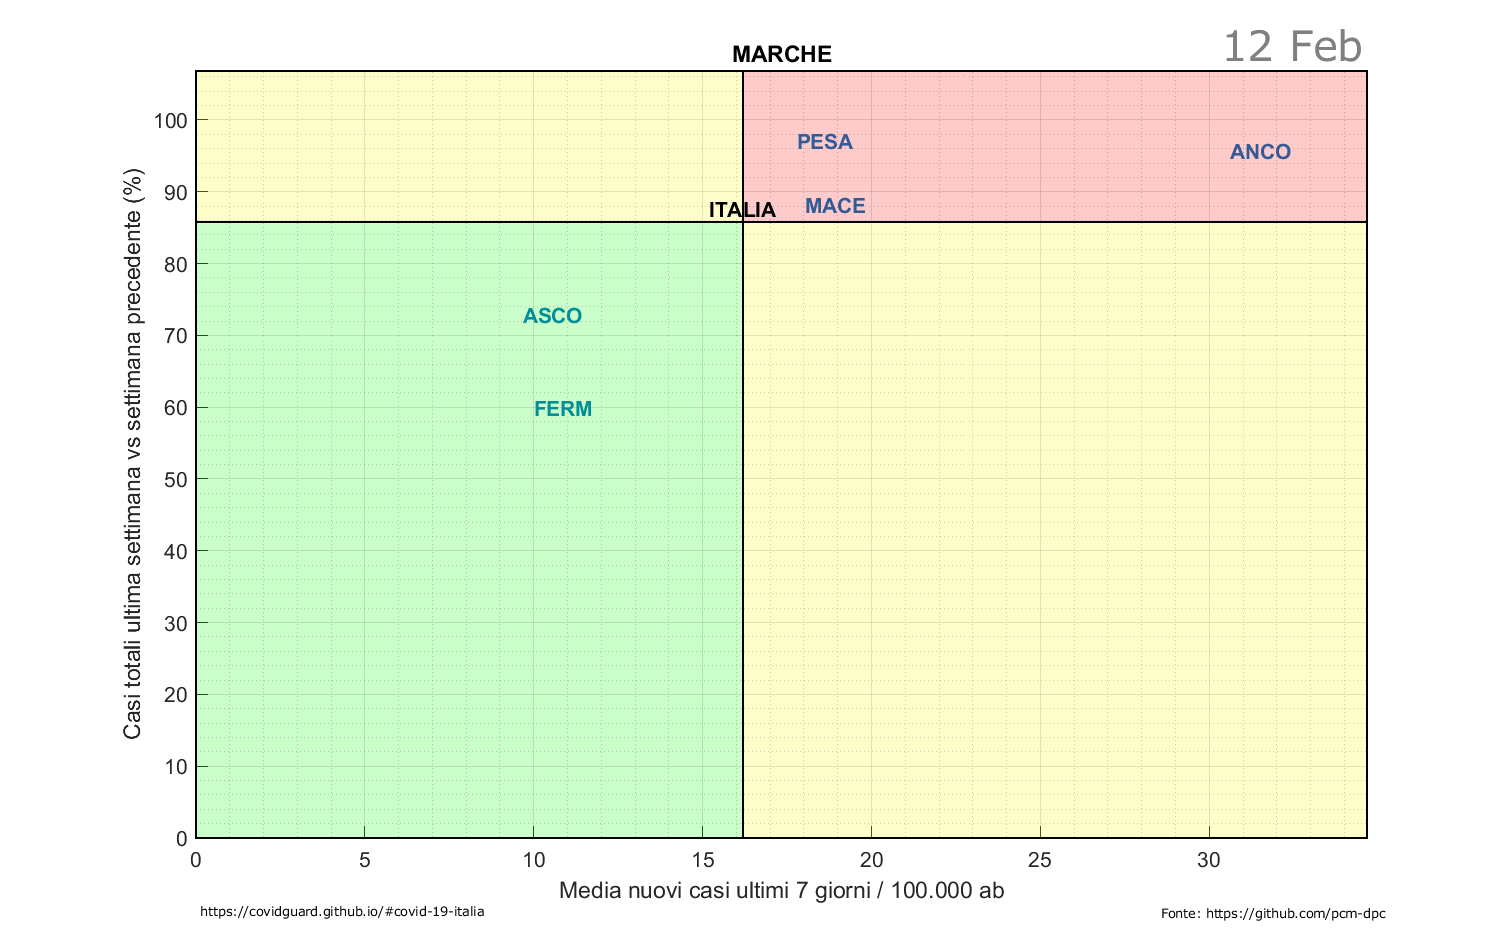 12 Feb
MARCHE
Casi totali ultima settimana vs settimana precedente (%)
100
90
80
70
60
50
40
30
20
10
0
PESA
ANCO
MACE
ITALIA
ASCO
FERM
0 5 10 15 20 25 30
Media nuovi casi ultimi 7 giorni / 100.000 ab
https://covidguard.github.io/#covid-19-italia
Fonte: https://github.com/pcm-dpc